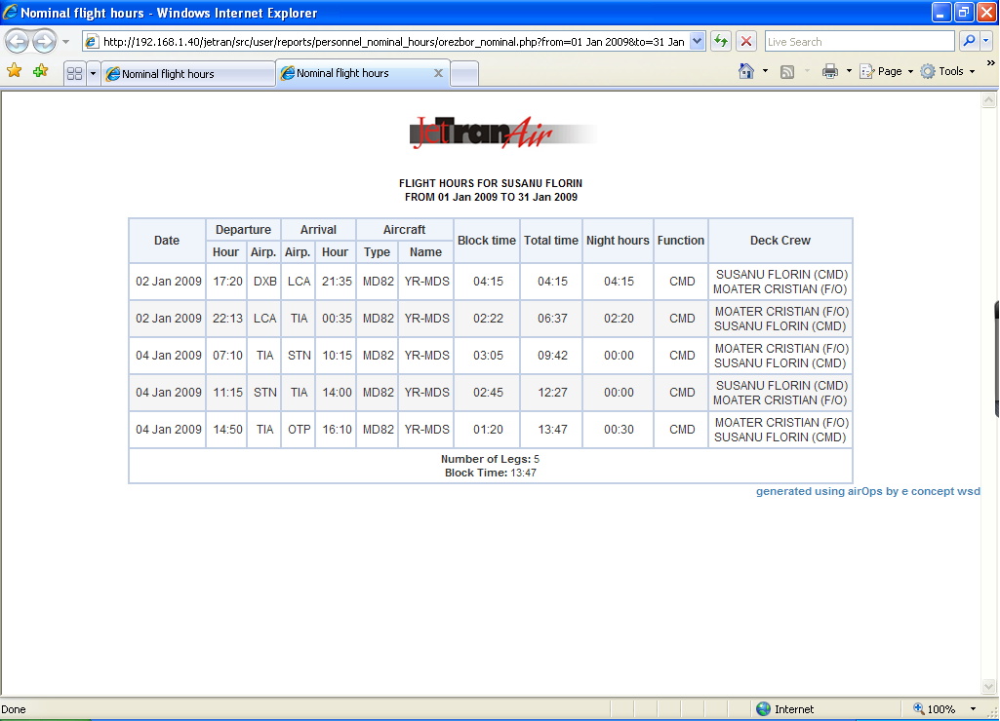 Nominal flight hours - Windows Internet Explorer
http://192.168.1.40/jetran/src/user/reports/personnel_nominal_hours/orezbor_nominal.php?from=01 Jan 2009&to=31 Jan
Live Search
Nominal flight hours
Nominal flight hours
Page
Tools
JetTranAir
FLIGHT HOURS FOR SUSANU FLORIN
FROM 01 Jan 2009 TO 31 Jan 2009
Date Departure Arrival Aircraft Block time Total time Night hours Function Deck Crew
Hour Airp. Airp. Hour Type Name
02 Jan 2009 17:20 DXB LCA 21:35 MD82 YR-MDS 04:15 04:15 04:15 CMD SUSANU FLORIN (CMD)
MOATER CRISTIAN (F/O)
02 Jan 2009 22:13 LCA TIA 00:35 MD82 YR-MDS 02:22 06:37 02:20 CMD MOATER CRISTIAN (F/O)
SUSANU FLORIN (CMD)
04 Jan 2009 07:10 TIA STN 10:15 MD82 YR-MDS 03:05 09:42 00:00 CMD MOATER CRISTIAN (F/O)
SUSANU FLORIN (CMD)
04 Jan 2009 11:15 STN TIA 14:00 MD82 YR-MDS 02:45 12:27 00:00 CMD SUSANU FLORIN (CMD)
MOATER CRISTIAN (F/O)
04 Jan 2009 14:50 TIA OTP 16:10 MD82 YR-MDS 01:20 13:47 00:30 CMD MOATER CRISTIAN (F/O)
SUSANU FLORIN (CMD)
Number of Legs: 5
Block Time: 13:47
generated using airOps by e concept wsd
Done
Internet
100%